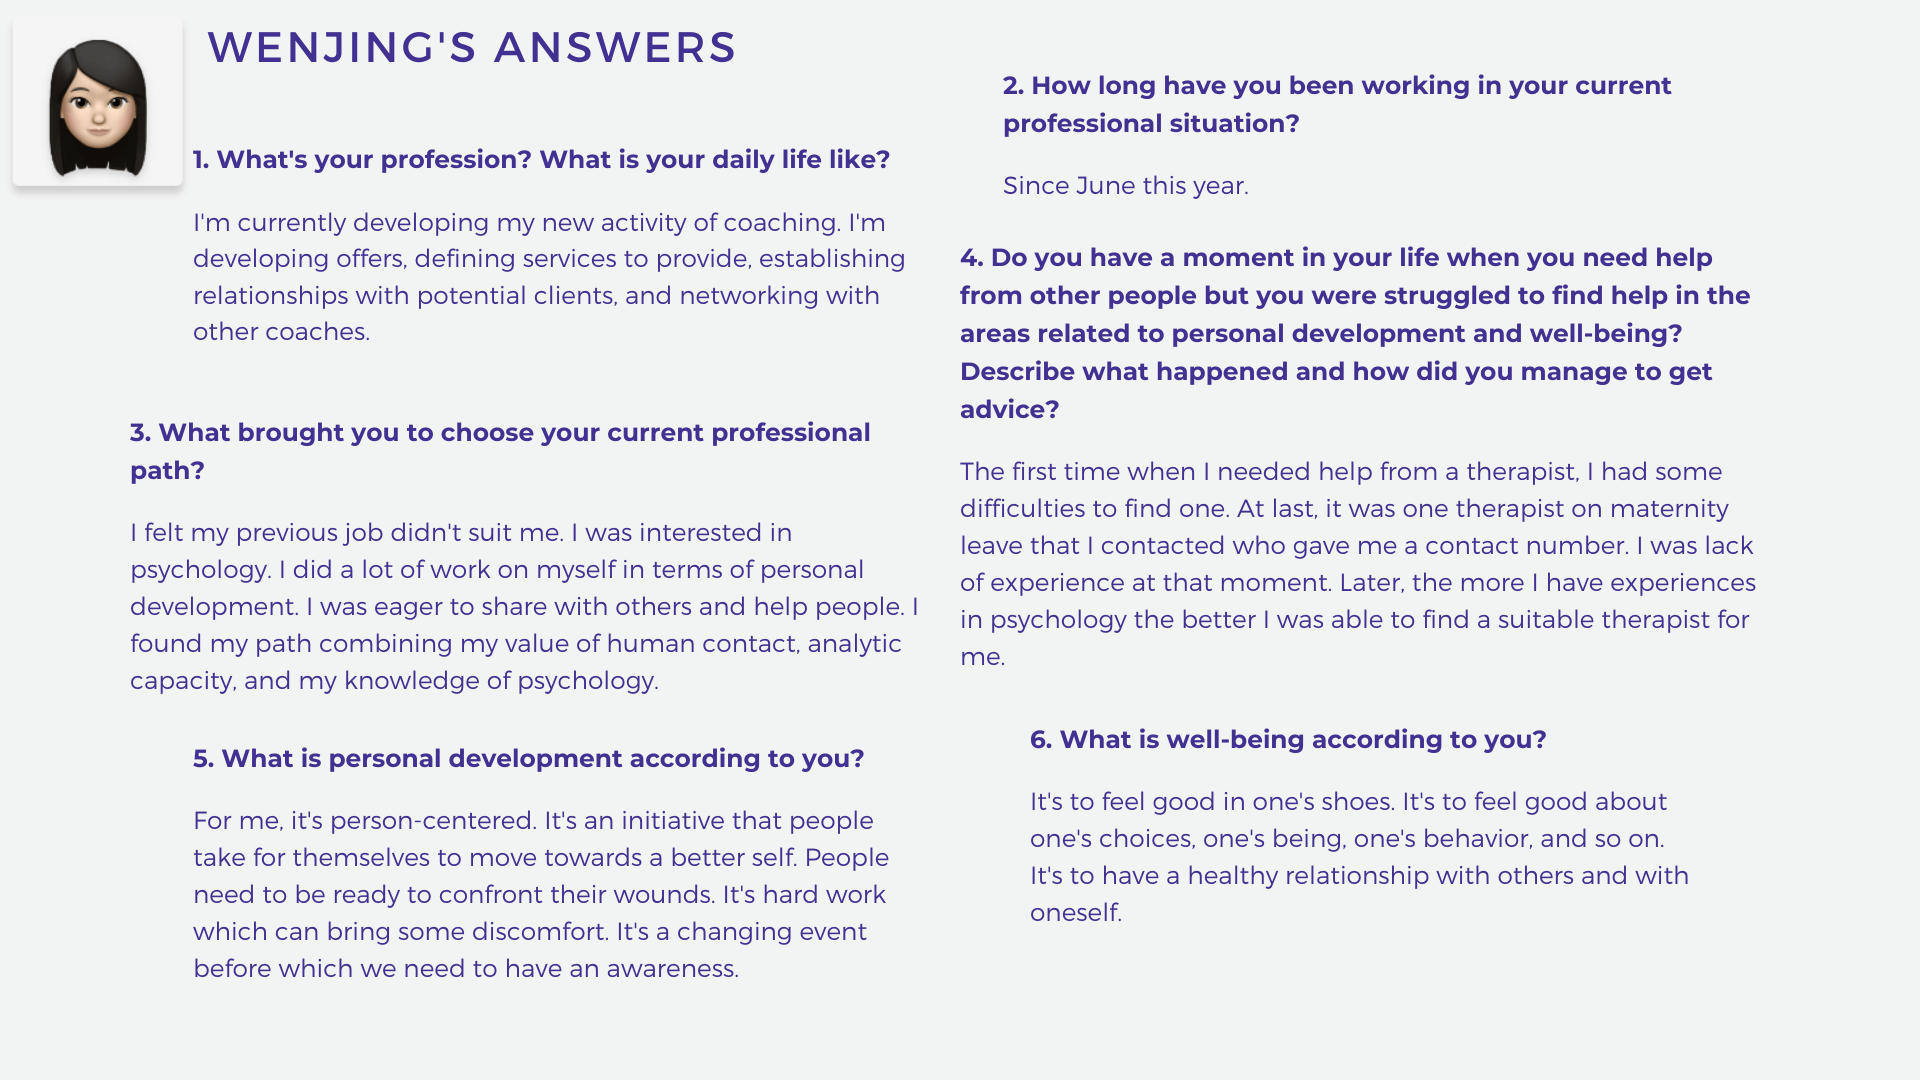 WENJING'S ANSWERS
1. What's your profession? What is your daily life like?
I'm currently developing my new activity of coaching. I'm
developing offers, defining services to provide, establishing
relationships with potential clients, and networking with
other coaches.
2. How long have you been working in your current
professional situation?
Since June this year.
3. What brought you to choose your current professional
path?
I felt my previous job didn't suit me. I was interested in
psychology. I did a lot of work on myself in terms of personal
development. I was eager to share with others and help people. I
found my path combining my value of human contact, analytic
capacity, and my knowledge of psychology.
4. Do you have a moment in your life when you need help
from other people but you were struggled to find help in the
areas related to personal development and well-being?
Describe what happened and how did you manage to get
advice?
The first time when I needed help from a therapist, I had some
difficulties to find one. At last, it was one therapist on maternity
leave that I contacted who gave me a contact number. I was lack
of experience at that moment. Later, the more I have experiences
in psychology the better I was able to find a suitable therapist for
me.
5. What is personal development according to you?
For me, it's person-centered. It's an initiative that people
take for themselves to move towards a better self. People
need to be ready to confront their wounds. It's hard work
which can bring some discomfort. It's a changing event
before which we need to have an awareness.
6. What is well-being according to you?
It's to feel good in one's shoes. It's to feel good about
one's choices, one's being, one's behavior, and so on.
It's to have a healthy relationship with others and with
oneself.